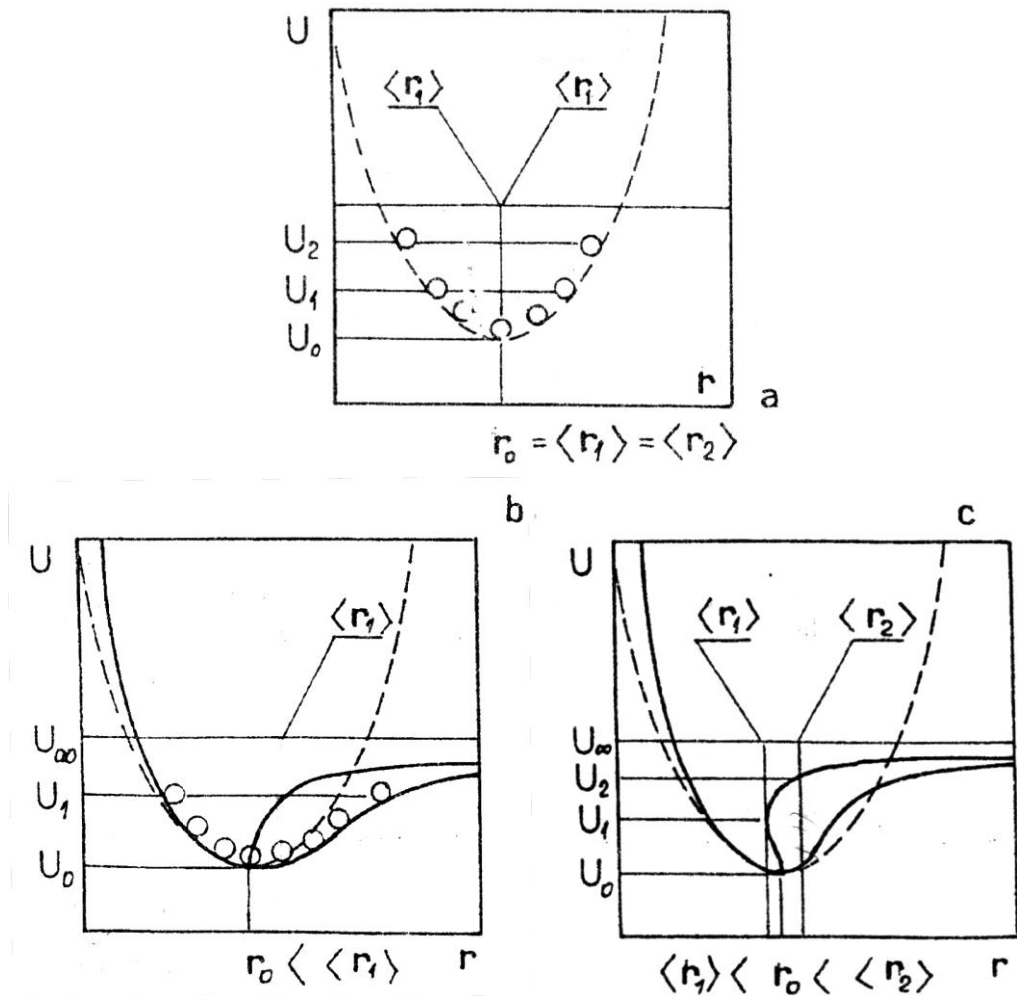 U
⟨r₁⟩ ⟨r₁⟩
U₂
U₁
U₀
r
a
r₀ = ⟨r₁⟩ = ⟨r₂⟩
b
U
⟨r₁⟩
U∞
U₁
U₀
r₀ ⟨ ⟨r₁⟩ r
c
U
⟨r₁⟩ ⟨r₂⟩
U∞
U₂
U₁
U₀
⟨r₁⟩ ⟨ r₀ ⟨ ⟨r₂⟩ r